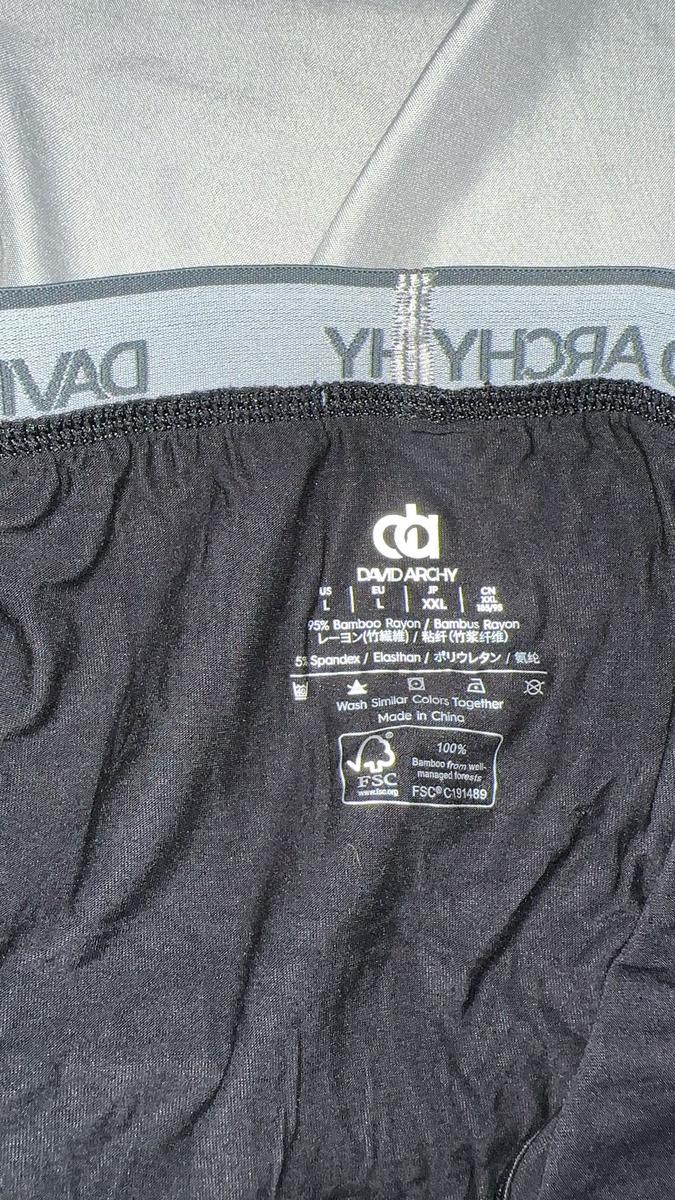 DAVID
ARCHY
YHY
da
DAVID ARCHY
US | EU | JP | CN
L | L | XXL | XXL 185/95
95% Bamboo Rayon / Bambus Rayon
レーヨン(竹繊維) / 粘纤(竹浆纤维)
5% Spandex / Elasthan / ポリウレタン / 氨纶
Wash Similar Colors Together
Made in China
FSC
www.fsc.org
100%
Bamboo from well-
managed forests
FSC® C191489